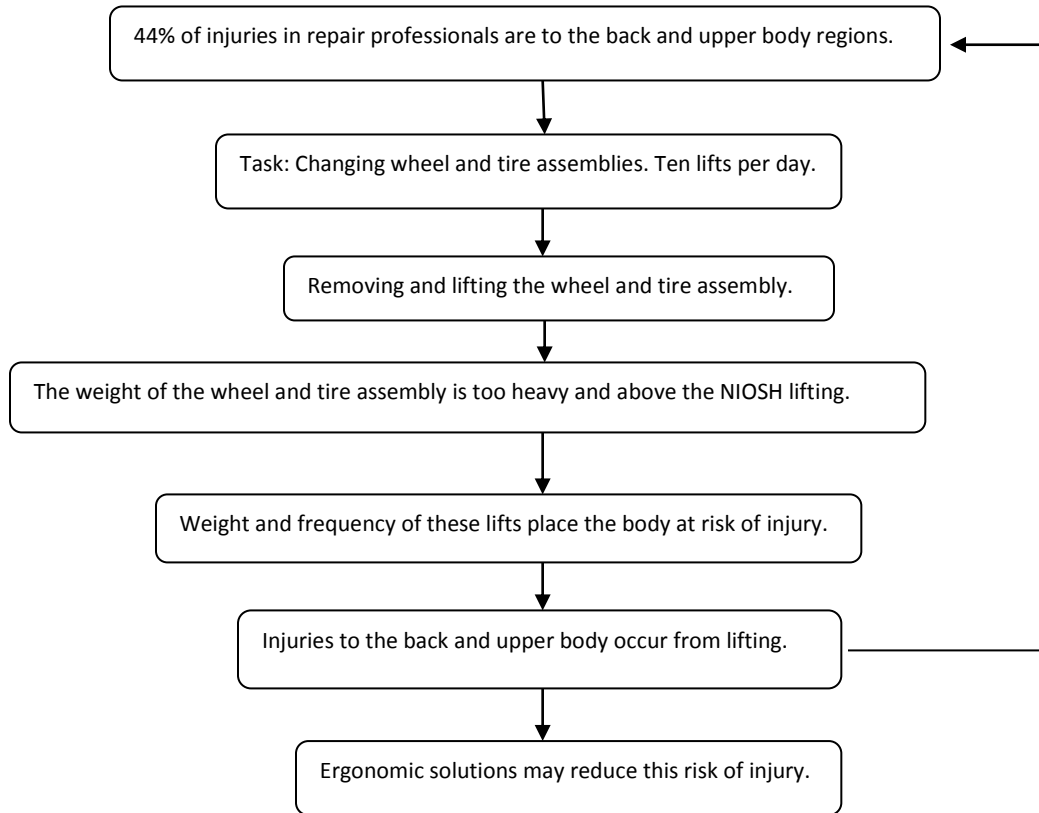 44% of injuries in repair professionals are to the back and upper body regions.
Task: Changing wheel and tire assemblies. Ten lifts per day.
Removing and lifting the wheel and tire assembly.
The weight of the wheel and tire assembly is too heavy and above the NIOSH lifting.
Weight and frequency of these lifts place the body at risk of injury.
Injuries to the back and upper body occur from lifting.
Ergonomic solutions may reduce this risk of injury.